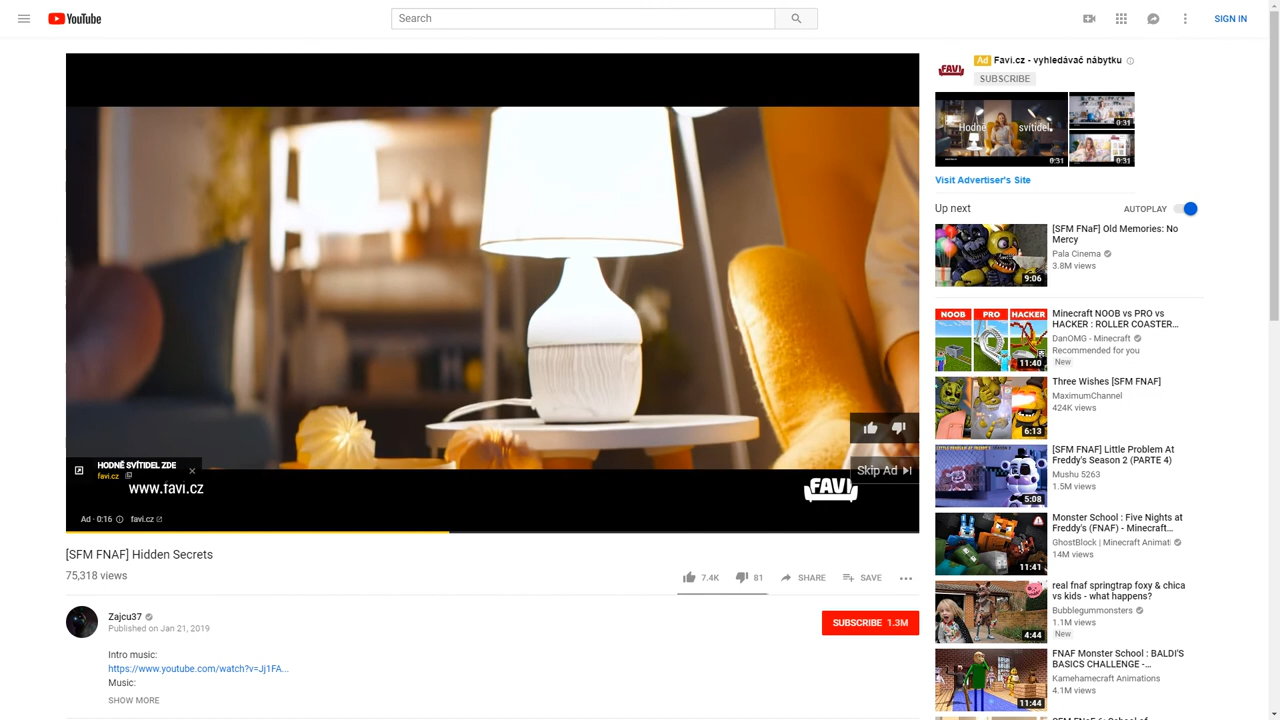 YouTube
Search
SIGN IN
HODNĚ SVÍTIDEL ZDE
favi.cz
www.favi.cz
FAVI
Skip Ad
Ad · 0:16
favi.cz
[SFM FNAF] Hidden Secrets
75,318 views
7.4K
81
SHARE
SAVE
Zajcu37
Published on Jan 21, 2019
SUBSCRIBE 1.3M
Intro music:
https://www.youtube.com/watch?v=Jj1FA...
Music:
SHOW MORE
FAVI
Ad Favi.cz - vyhledávač nábytku
SUBSCRIBE
Hodně svítidel.
0:31
0:31
0:31
Visit Advertiser's Site
Up next
AUTOPLAY
[SFM FNaF] Old Memories: No
Mercy
Pala Cinema
3.8M views
9:06
NOOB PRO HACKER
Minecraft NOOB vs PRO vs
HACKER : ROLLER COASTER...
DanOMG - Minecraft
Recommended for you
New
11:40
Three Wishes [SFM FNAF]
MaximumChannel
424K views
6:13
[SFM FNAF] Little Problem At
Freddy's Season 2 (PARTE 4)
Mushu 5263
1.5M views
5:08
Monster School : Five Nights at
Freddy's (FNAF) - Minecraft...
GhostBlock | Minecraft Animati
14M views
11:41
real fnaf springtrap foxy & chica
vs kids - what happens?
Bubblegummonsters
1.1M views
New
4:44
FNAF Monster School : BALDI'S
BASICS CHALLENGE -...
Kamehamecraft Animations
4.1M views
11:44